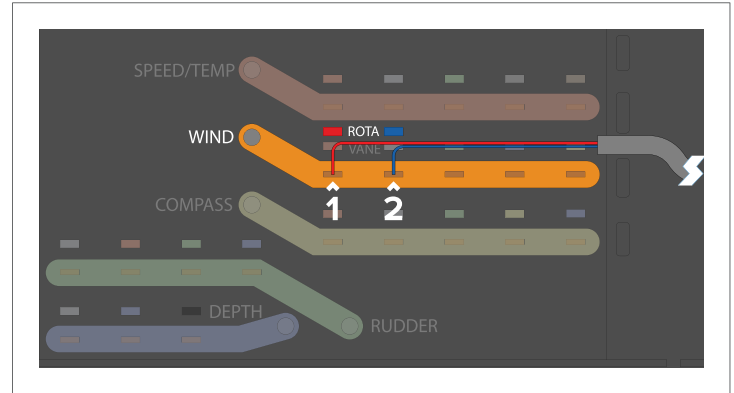 SPEED/TEMP
WIND
ROTA
VANE
COMPASS
1
2
DEPTH
RUDDER